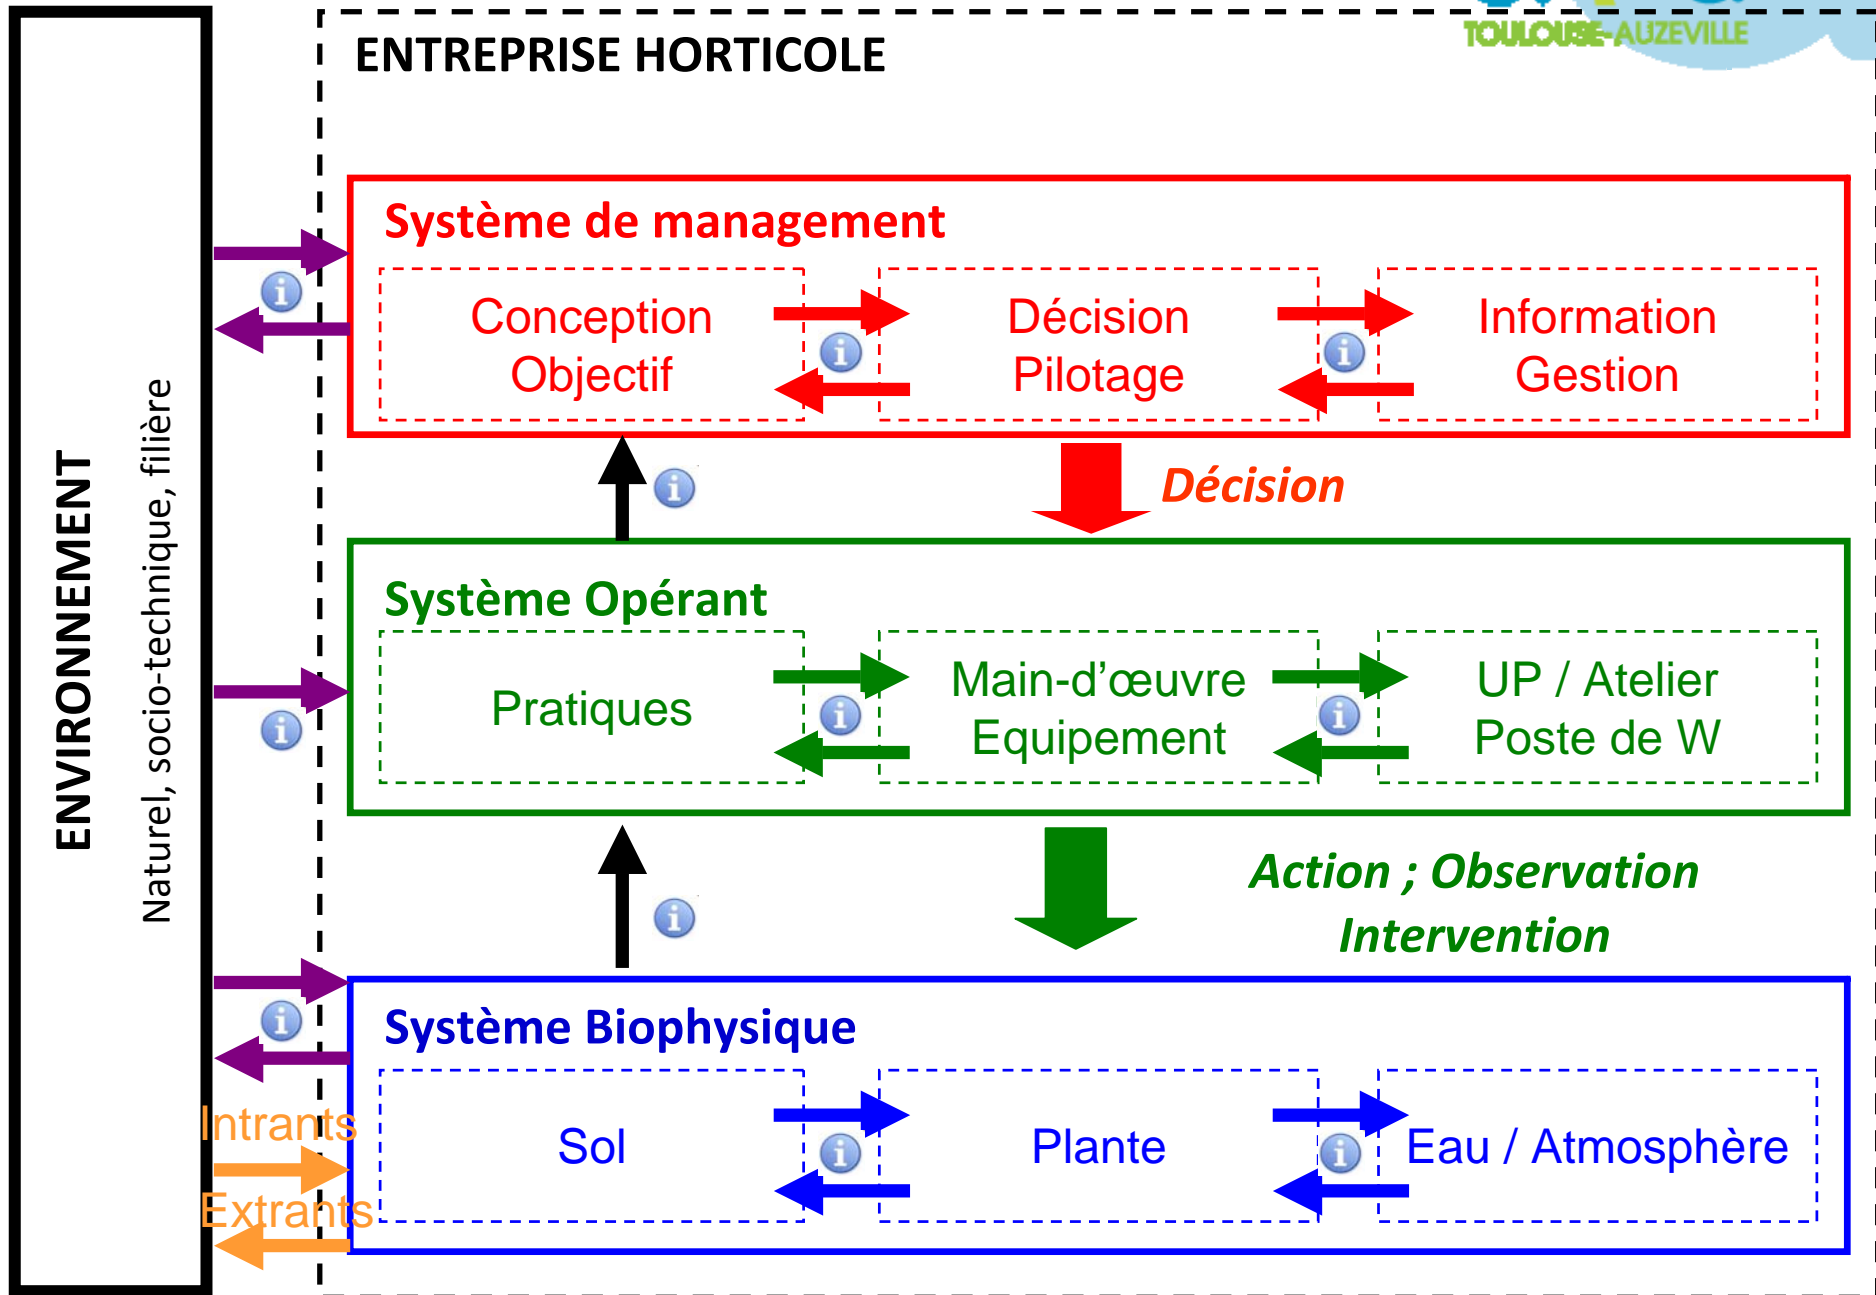 TOULOUSE-AUZEVILLE
ENTREPRISE HORTICOLE
ENVIRONNEMENT
Naturel, socio-technique, filière
Système de management
Conception
Objectif
Décision
Pilotage
Information
Gestion
Décision
Système Opérant
Pratiques
Main-d’œuvre
Equipement
UP / Atelier
Poste de W
Action ; Observation
Intervention
Système Biophysique
Sol
Plante
Eau / Atmosphère
Intrants
Extrants